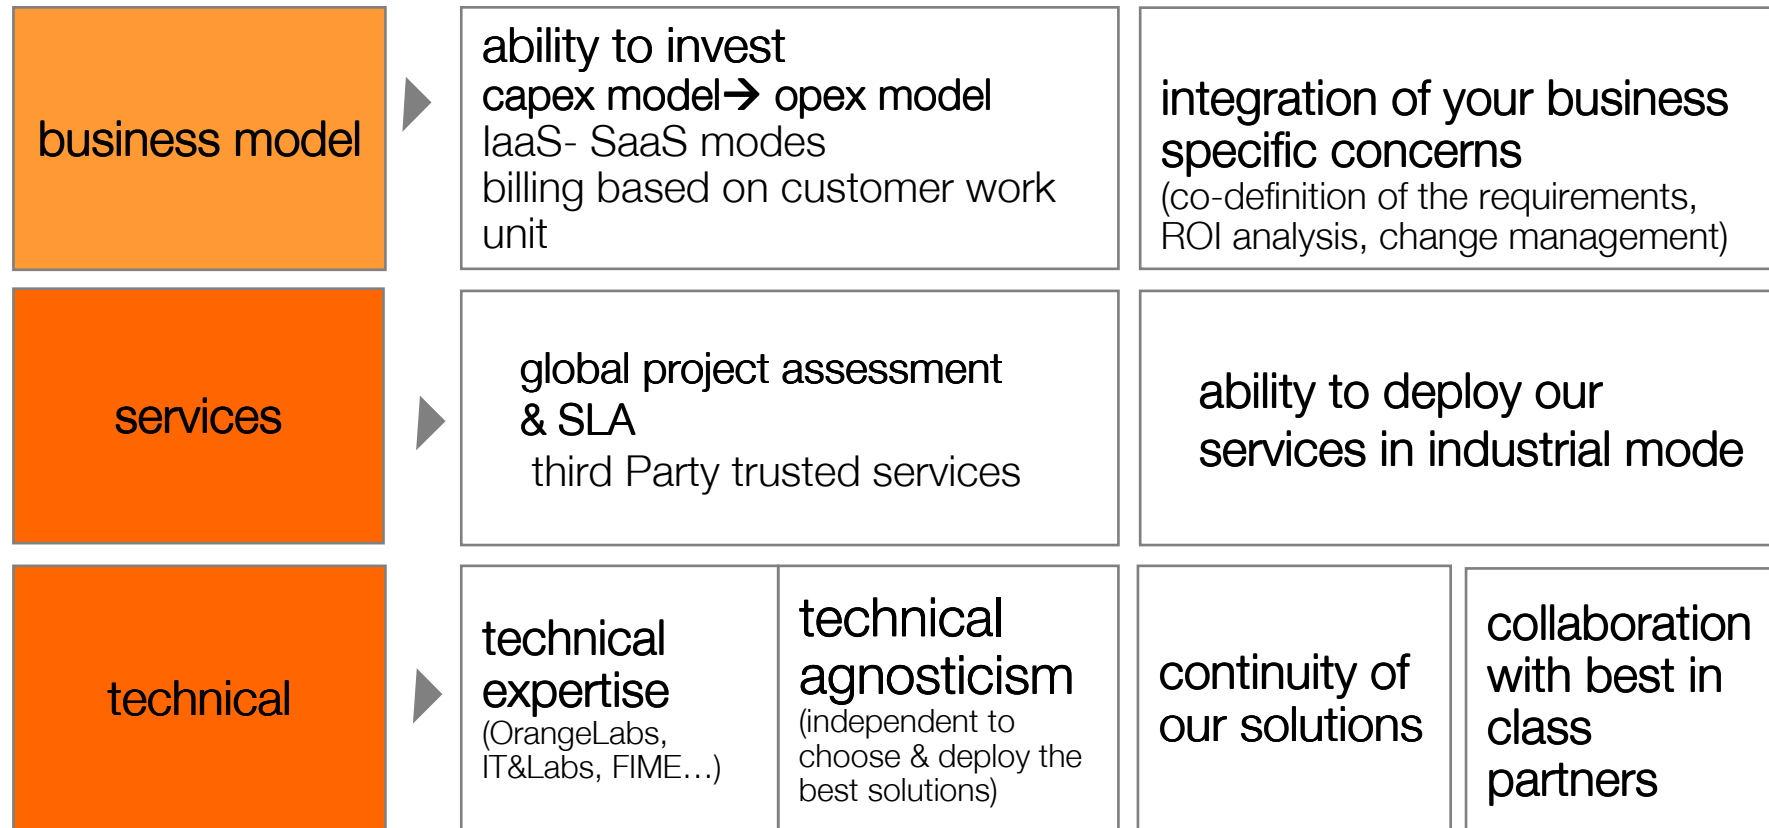 business model
ability to invest
capex model→ opex model
IaaS- SaaS modes
billing based on customer work
unit
integration of your business
specific concerns
(co-definition of the requirements,
ROI analysis, change management)
services
global project assessment
& SLA
third Party trusted services
ability to deploy our
services in industrial mode
technical
technical
expertise
(OrangeLabs,
IT&Labs, FIME…)
technical
agnosticism
(independent to
choose & deploy the
best solutions)
continuity of
our solutions
collaboration
with best in
class
partners